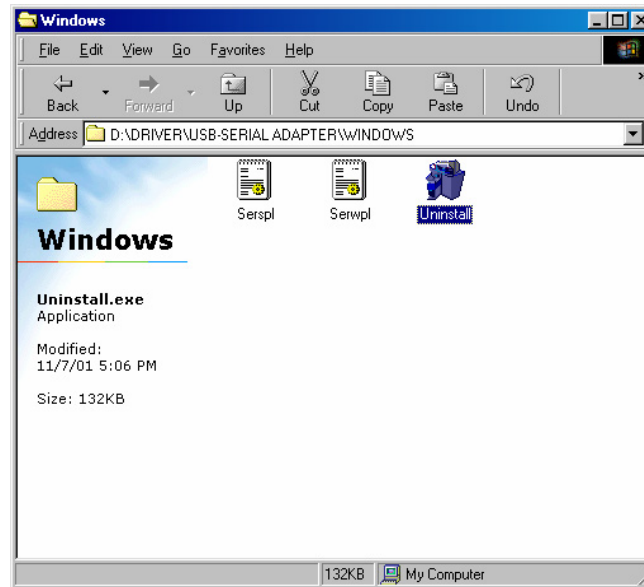 Windows
File Edit View Go Favorites Help
Back Forward Up Cut Copy Paste Undo »
Address D:\DRIVER\USB-SERIAL ADAPTER\WINDOWS
Serspl Serwpl Uninstall
Windows
Uninstall.exe
Application
Modified:
11/7/01 5:06 PM
Size: 132KB
132KB My Computer